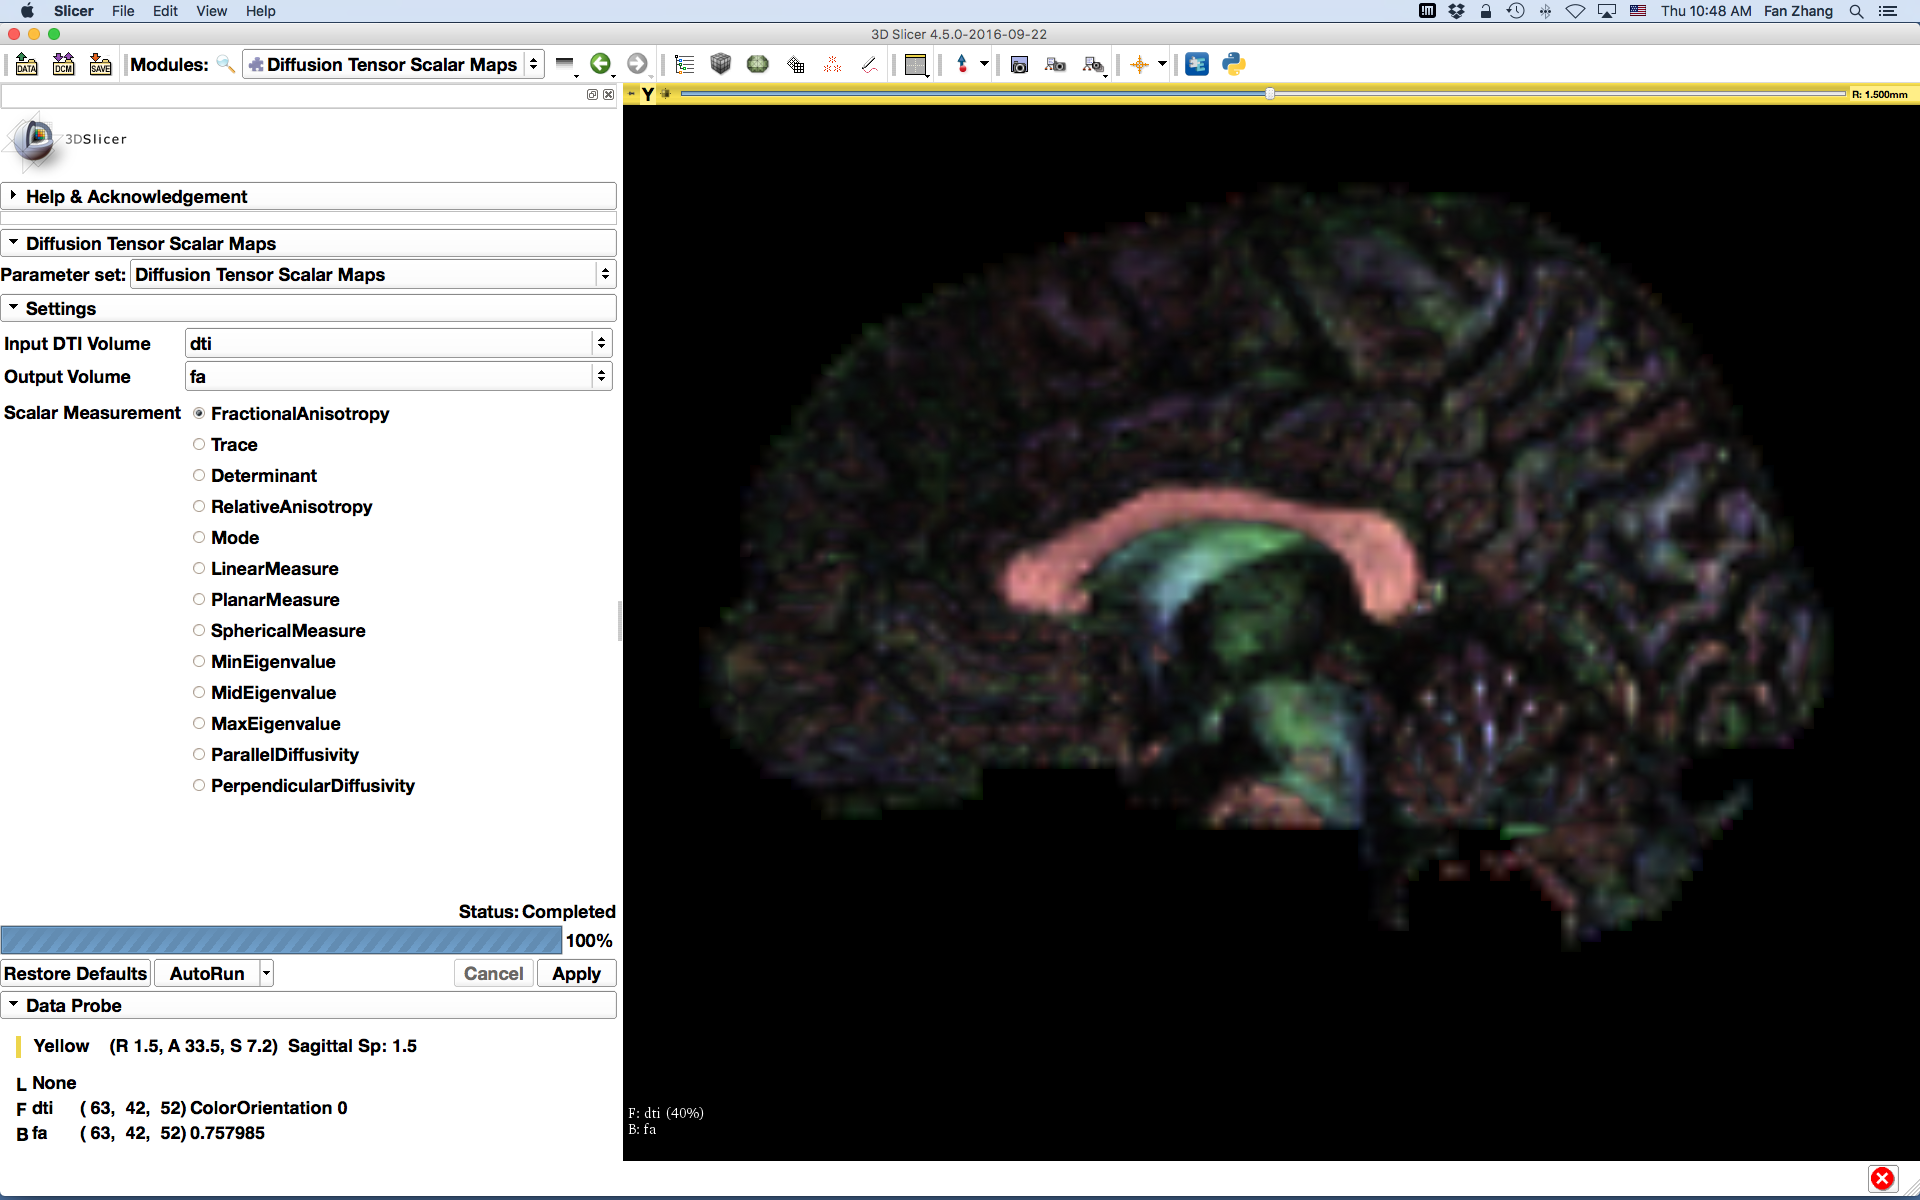 Slicer File Edit View Help Thu 10:48 AM Fan Zhang
3D Slicer 4.5.0-2016-09-22
DATA DCM SAVE Modules: Diffusion Tensor Scalar Maps
Y R: 1.500mm
3DSlicer
Help & Acknowledgement
Diffusion Tensor Scalar Maps
Parameter set: Diffusion Tensor Scalar Maps
Settings
Input DTI Volume dti
Output Volume fa
Scalar Measurement FractionalAnisotropy
Trace
Determinant
RelativeAnisotropy
Mode
LinearMeasure
PlanarMeasure
SphericalMeasure
MinEigenvalue
MidEigenvalue
MaxEigenvalue
ParallelDiffusivity
PerpendicularDiffusivity
Status: Completed
100%
Restore Defaults AutoRun Cancel Apply
Data Probe
Yellow (R 1.5, A 33.5, S 7.2) Sagittal Sp: 1.5
L None
F dti ( 63, 42, 52) ColorOrientation 0
B fa ( 63, 42, 52) 0.757985
F: dti (40%)
B: fa